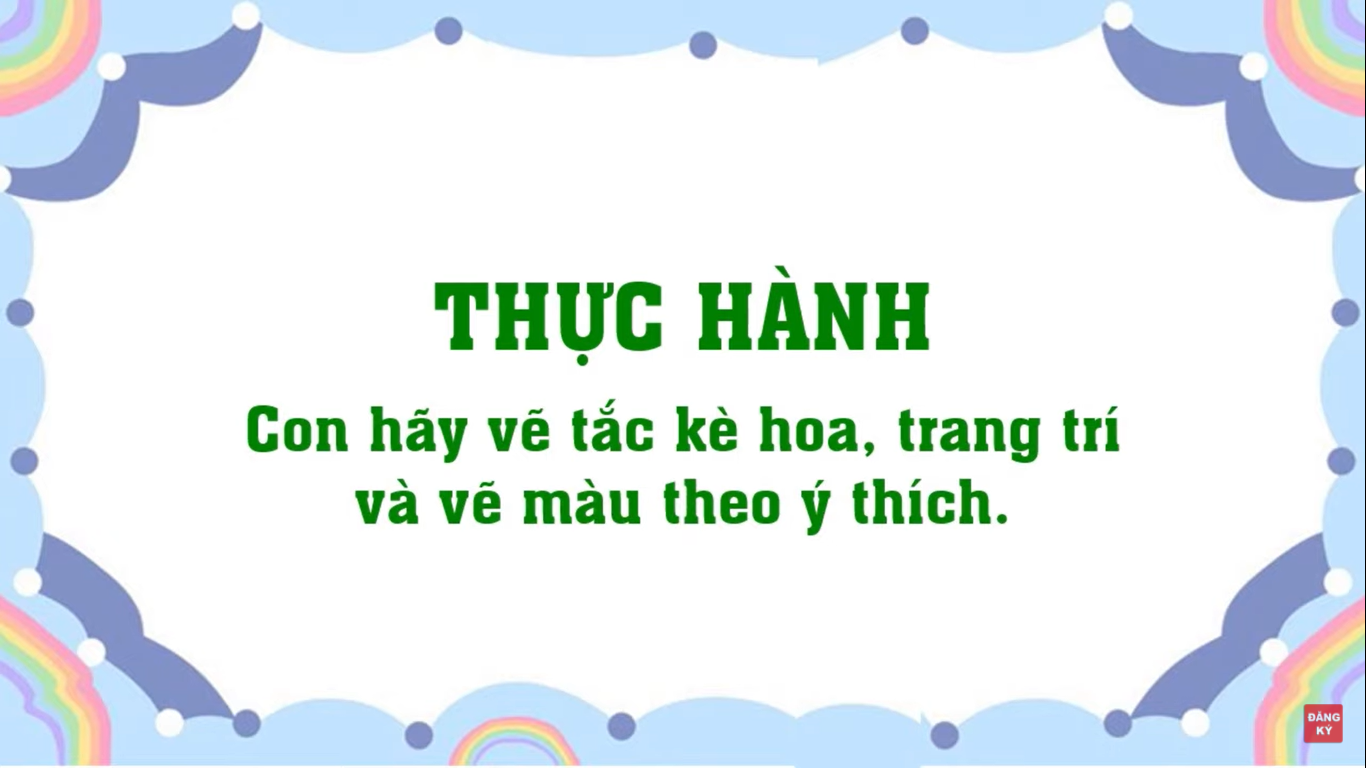 THỰC HÀNH
Con hãy vẽ tắc kè hoa, trang trí
và vẽ màu theo ý thích.
ĐĂNG
KÝ